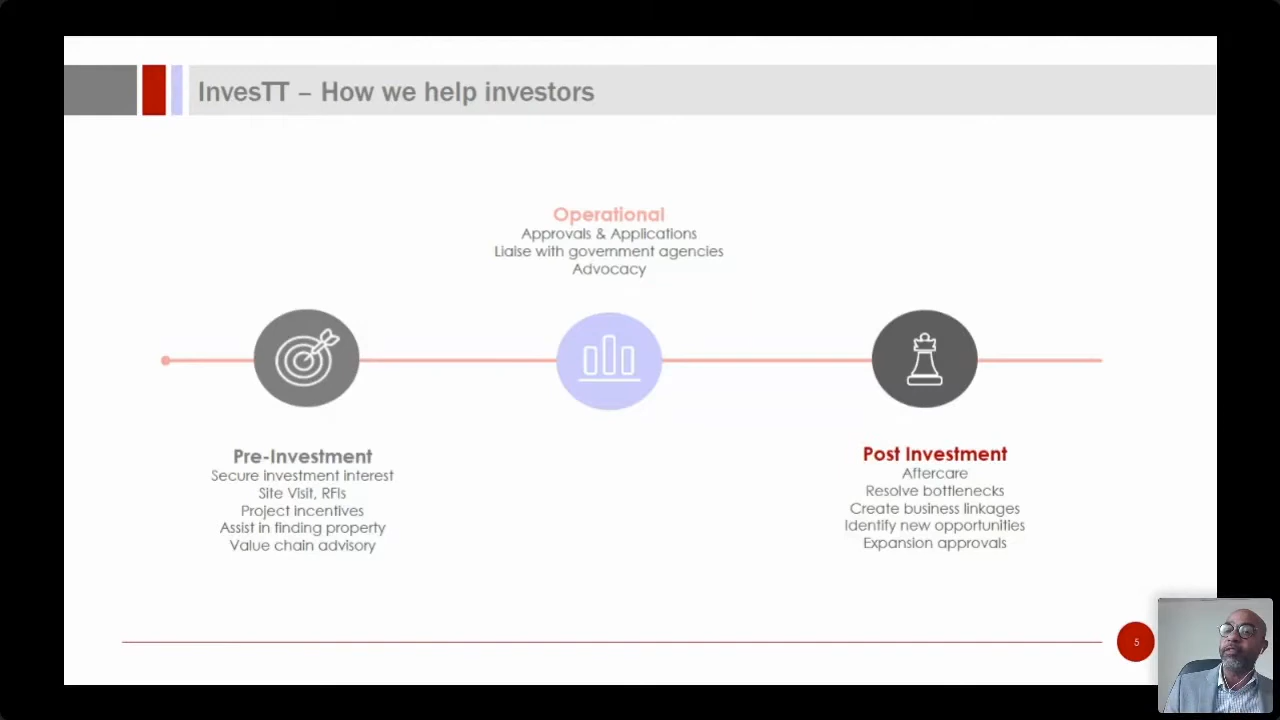 InvesTT – How we help investors
Operational
Approvals & Applications
Liaise with government agencies
Advocacy
Pre-Investment
Secure investment interest
Site Visit, RFIs
Project incentives
Assist in finding property
Value chain advisory
Post Investment
Aftercare
Resolve bottlenecks
Create business linkages
Identify new opportunities
Expansion approvals
5